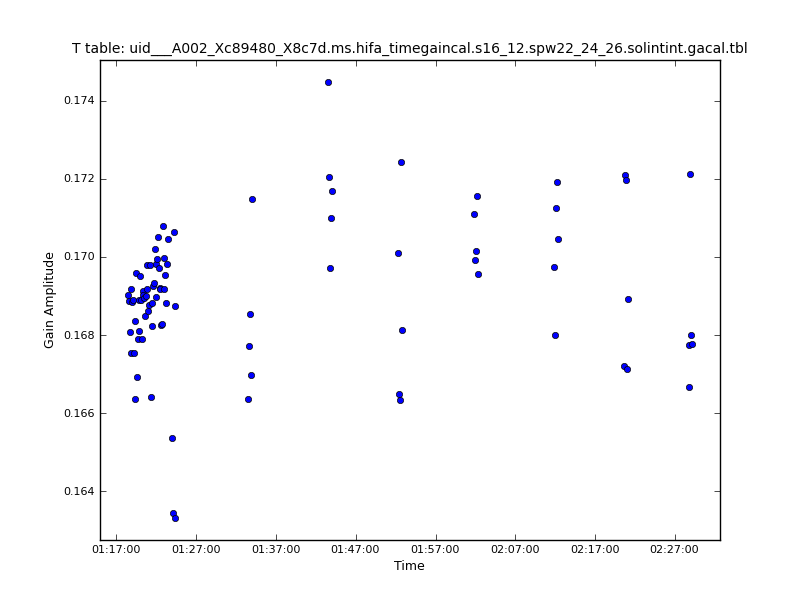 T table: uid___A002_Xc89480_X8c7d.ms.hifa_timegaincal.s16_12.spw22_24_26.solintint.gacal.tbl
0.174
0.172
0.170
0.168
0.166
0.164
Gain Amplitude
01:17:00 01:27:00 01:37:00 01:47:00 01:57:00 02:07:00 02:17:00 02:27:00
Time